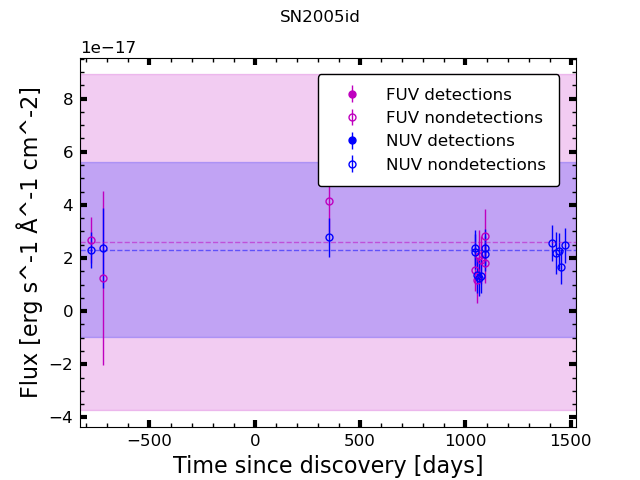 SN2005id
1e−17
Flux [erg s^-1 Å^-1 cm^-2]
8
6
4
2
0
−2
−4
FUV detections
FUV nondetections
NUV detections
NUV nondetections
−500
0
500
1000
1500
Time since discovery [days]